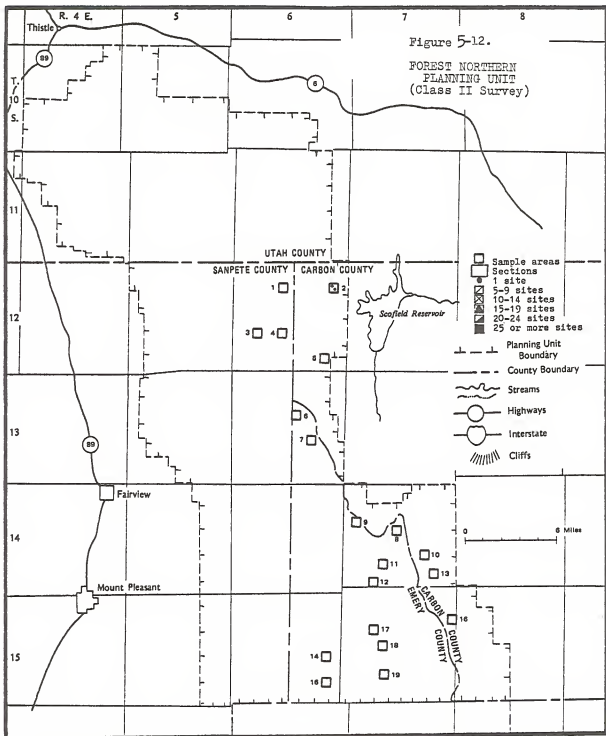 R. 4 E.
5
6
7
8
Thistle
89
6
T.
10
S.
Figure 5-12.
FOREST NORTHERN
PLANNING UNIT
(Class II Survey)
11
UTAH COUNTY
SANPETE COUNTY
CARBON COUNTY
1
2
3
4
5
12
Scofield Reservoir
Sample areas
Sections
1 site
5-9 sites
10-14 sites
15-19 sites
20-24 sites
25 or more sites
Planning Unit
Boundary
County Boundary
Streams
Highways
Interstate
Cliffs
13
6
7
89
Fairview
14
9
8
10
11
13
12
0
6 Miles
Mount Pleasant
CARBON COUNTY
EMERY COUNTY
15
16
17
18
14
19
16